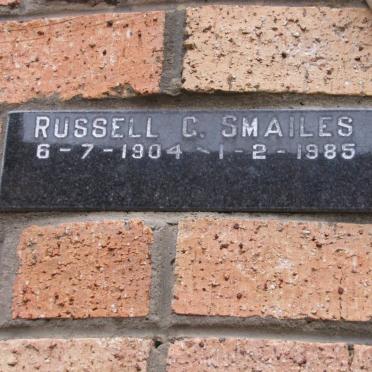 RUSSELL G. SMAILES
6-7-1904 ~ 1-2-1985